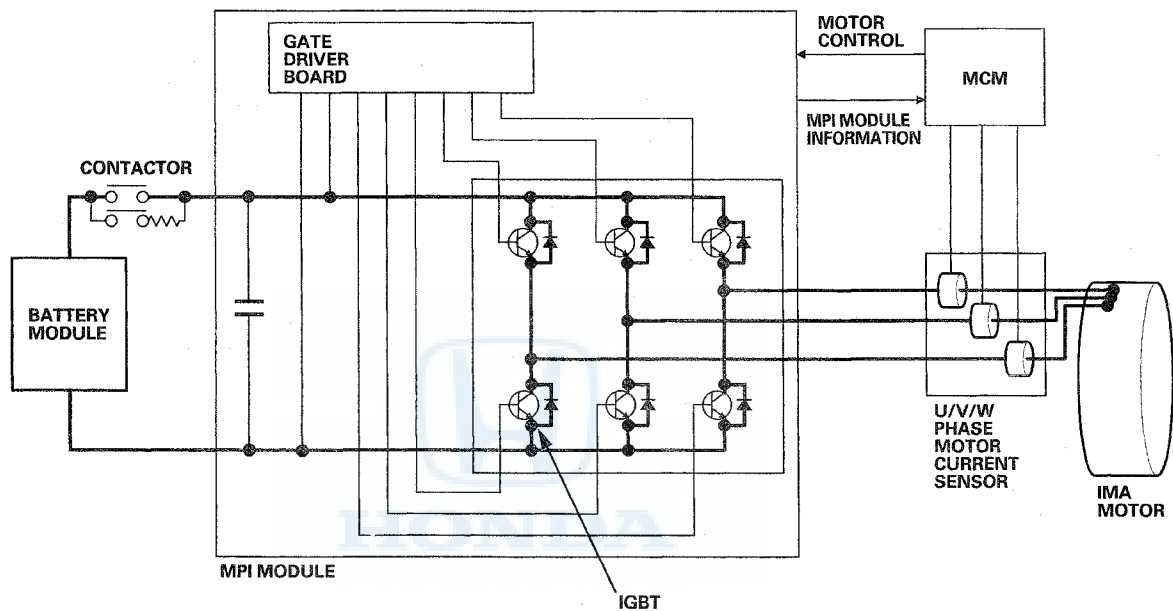 GATE
DRIVER
BOARD
MOTOR
CONTROL
MCM
MPI MODULE
INFORMATION
CONTACTOR
BATTERY
MODULE
U/V/W
PHASE
MOTOR
CURRENT
SENSOR
IMA
MOTOR
HONDA
MPI MODULE
IGBT